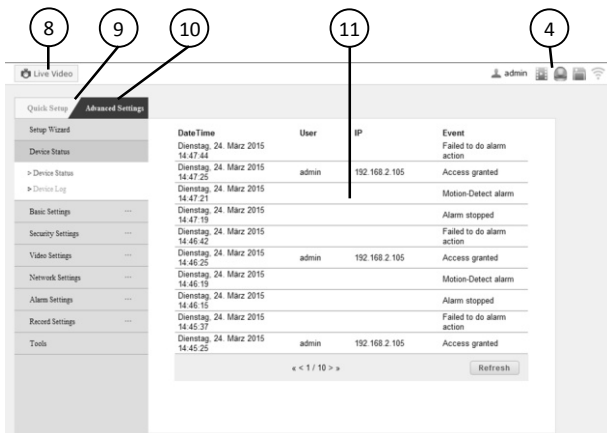 8 9 10 11 4
Live Video admin
Quick Setup Advanced Settings
Setup Wizard
Device Status
> Device Status
> Device Log
Basic Settings
Security Settings
Video Settings
Network Settings
Alarm Settings
Record Settings
Tools
DateTime User IP Event
Dienstag, 24. März 2015 14:47:44 Failed to do alarm action
Dienstag, 24. März 2015 14:47:25 admin 192.168.2.105 Access granted
Dienstag, 24. März 2015 14:47:21 Motion-Detect alarm
Dienstag, 24. März 2015 14:47:19 Alarm stopped
Dienstag, 24. März 2015 14:46:42 Failed to do alarm action
Dienstag, 24. März 2015 14:46:25 admin 192.168.2.105 Access granted
Dienstag, 24. März 2015 14:46:19 Motion-Detect alarm
Dienstag, 24. März 2015 14:46:15 Alarm stopped
Dienstag, 24. März 2015 14:45:37 Failed to do alarm action
Dienstag, 24. März 2015 14:45:25 admin 192.168.2.105 Access granted
« < 1 / 10 > » Refresh